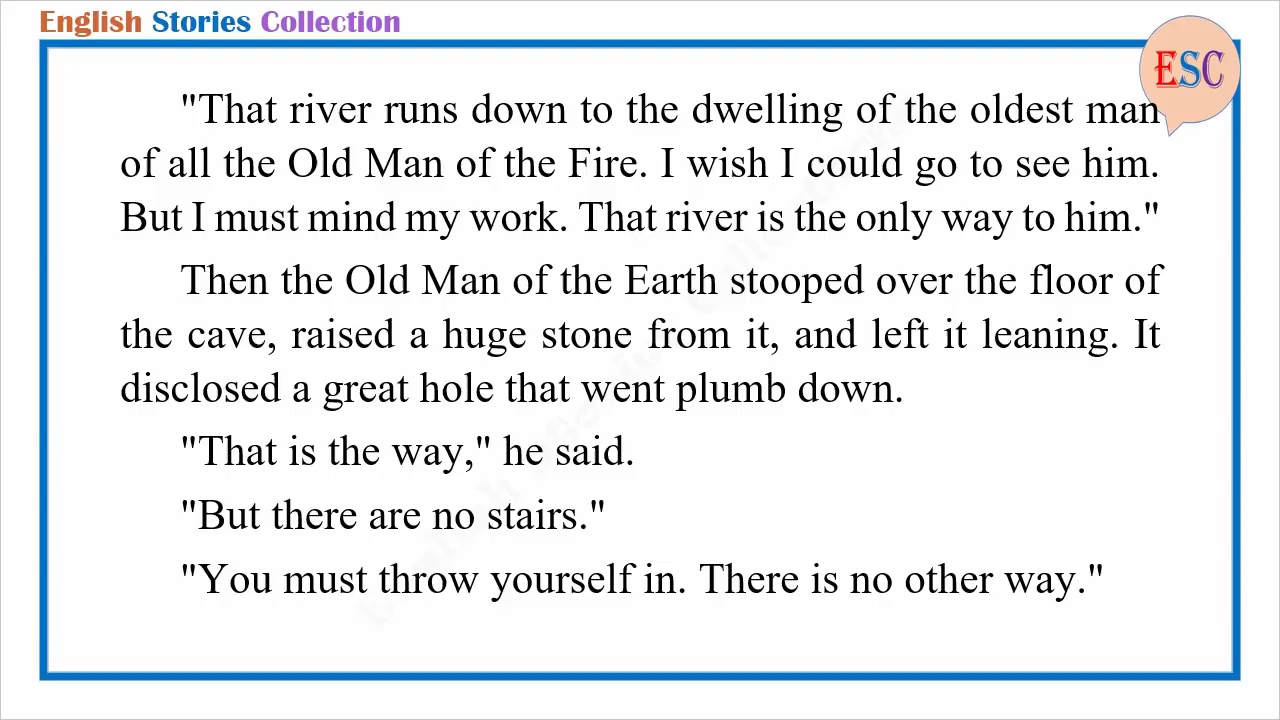 English Stories Collection
ESC
"That river runs down to the dwelling of the oldest man
of all the Old Man of the Fire. I wish I could go to see him.
But I must mind my work. That river is the only way to him."
Then the Old Man of the Earth stooped over the floor of
the cave, raised a huge stone from it, and left it leaning. It
disclosed a great hole that went plumb down.
"That is the way," he said.
"But there are no stairs."
"You must throw yourself in. There is no other way."